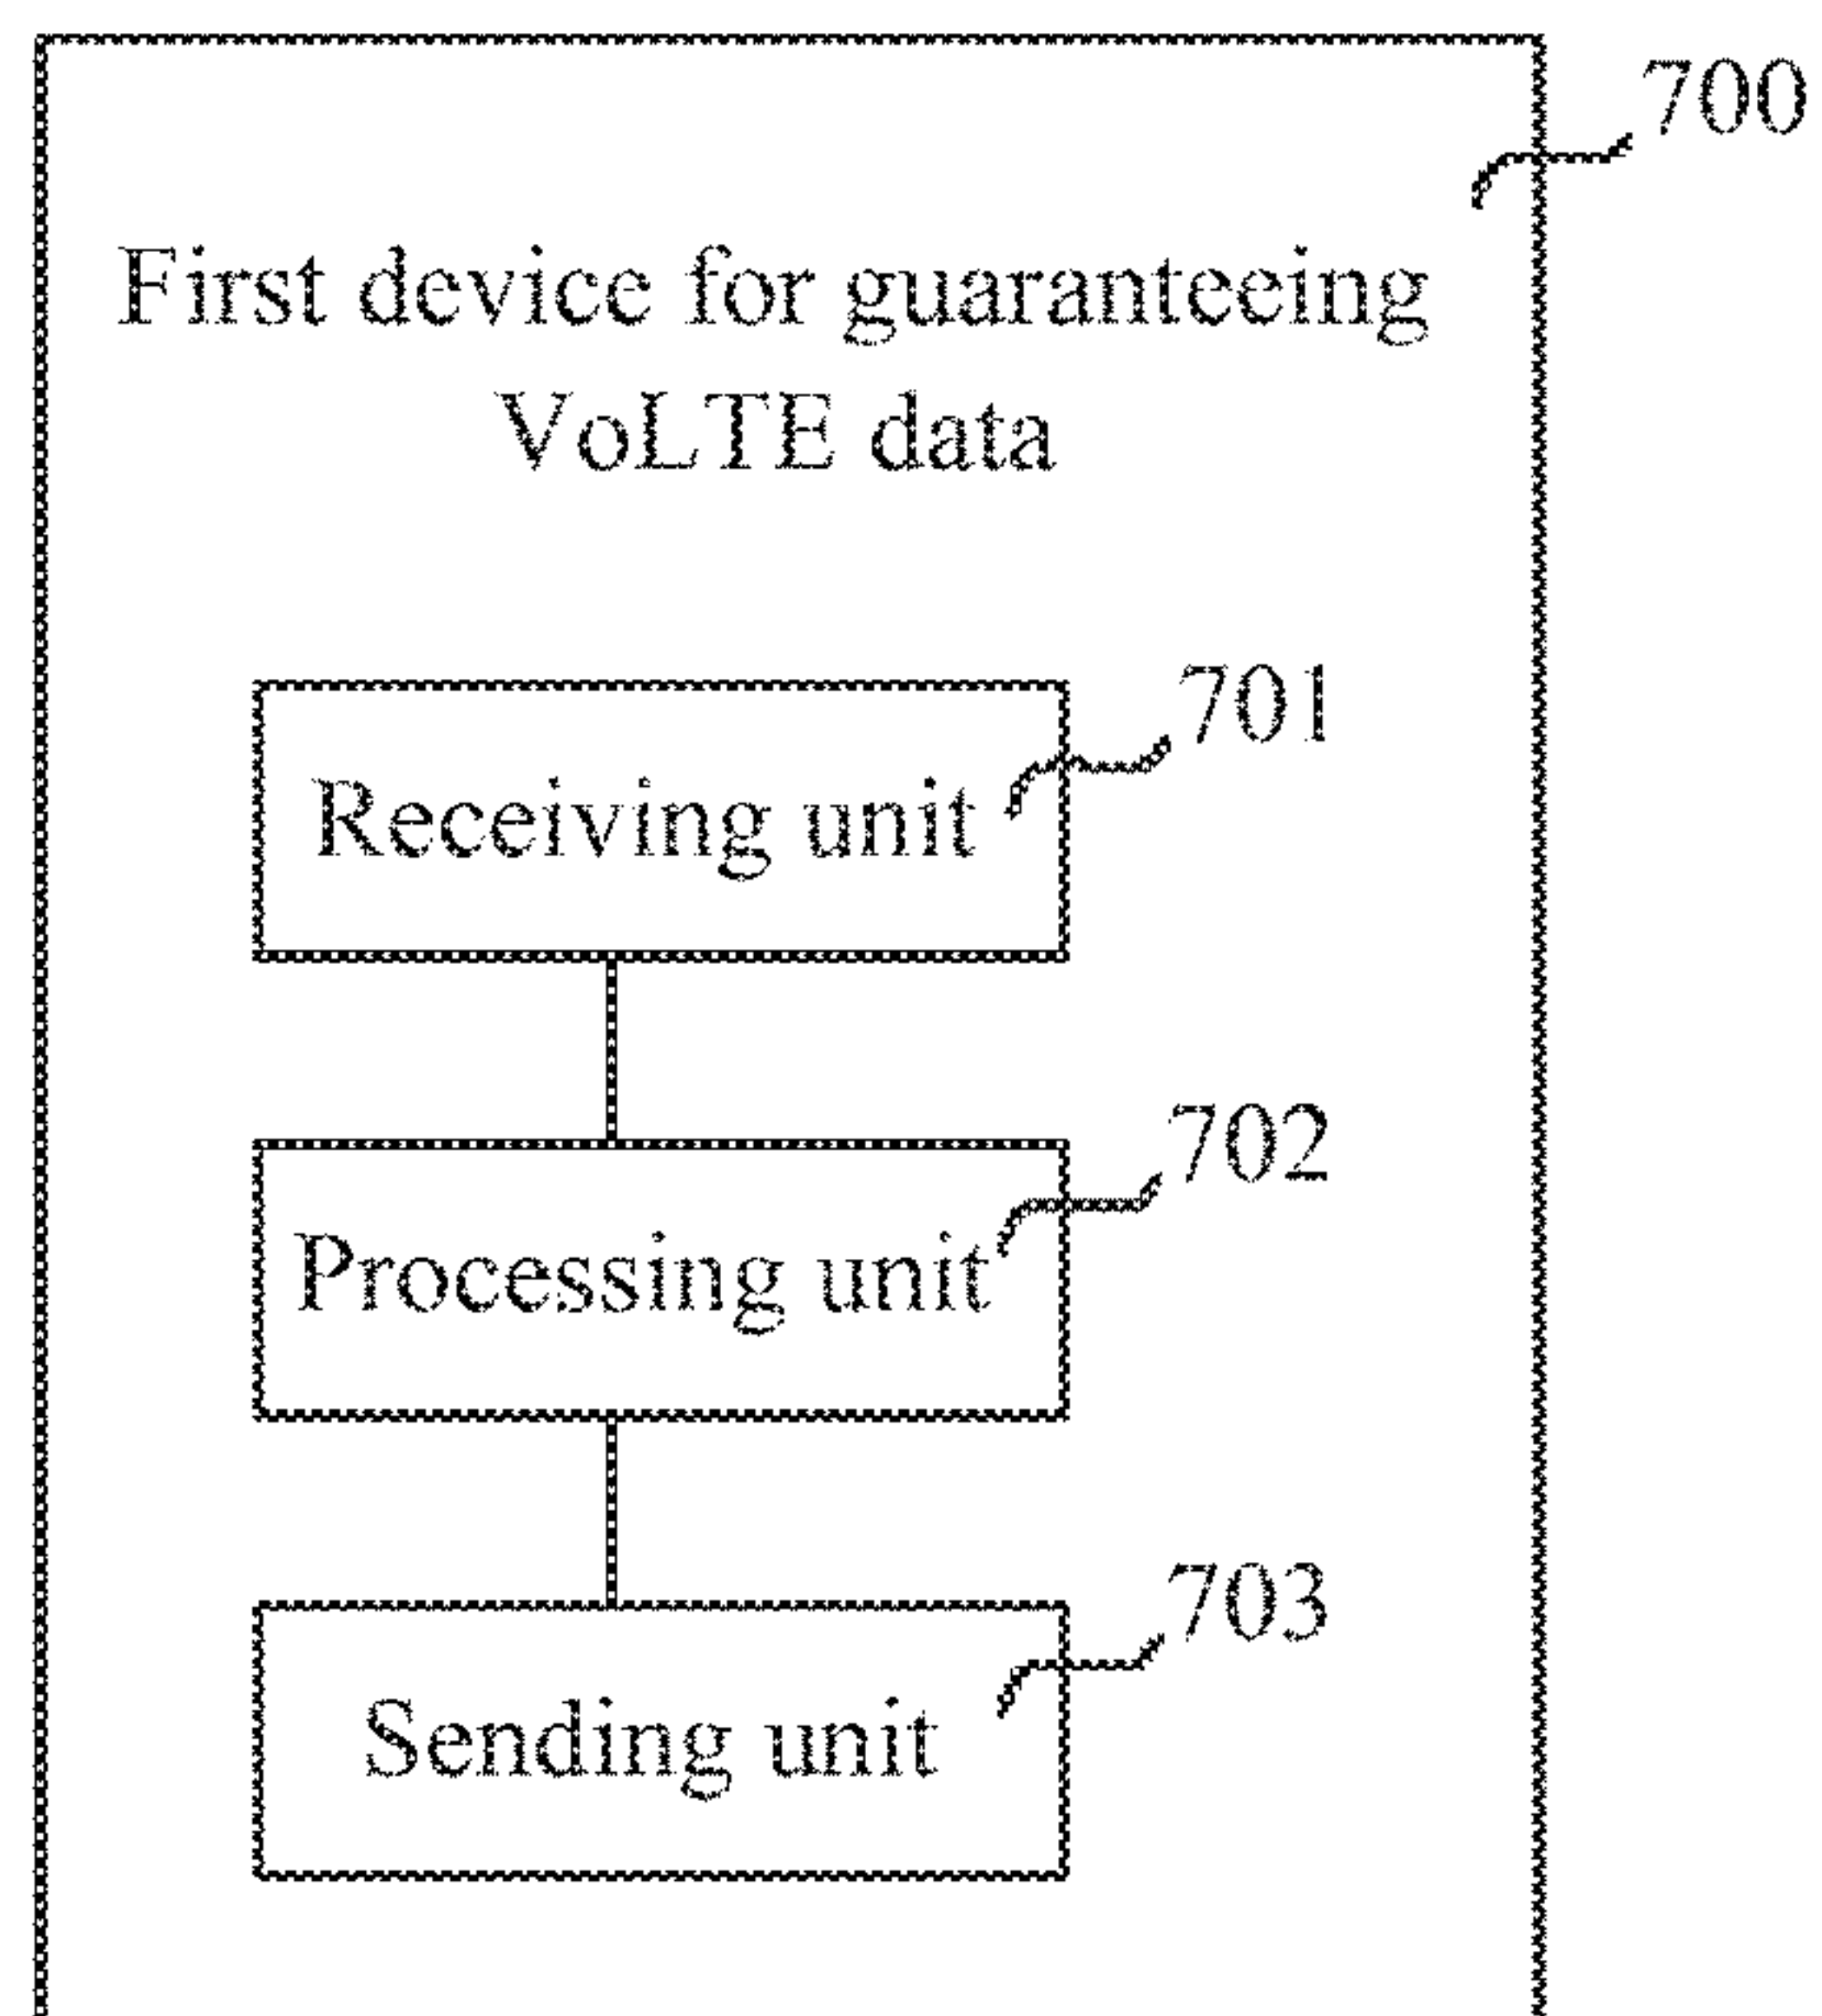 700
First device for guaranteeing
VoLTE data
701
Receiving unit
702
Processing unit
703
Sending unit